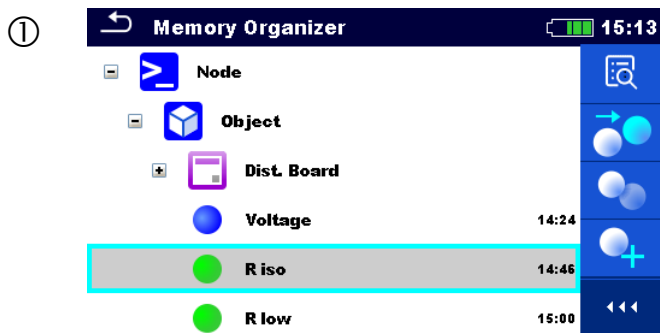 ①
Memory Organizer 15:13
Node
Object
Dist. Board
Voltage 14:24
R iso 14:46
R low 15:00